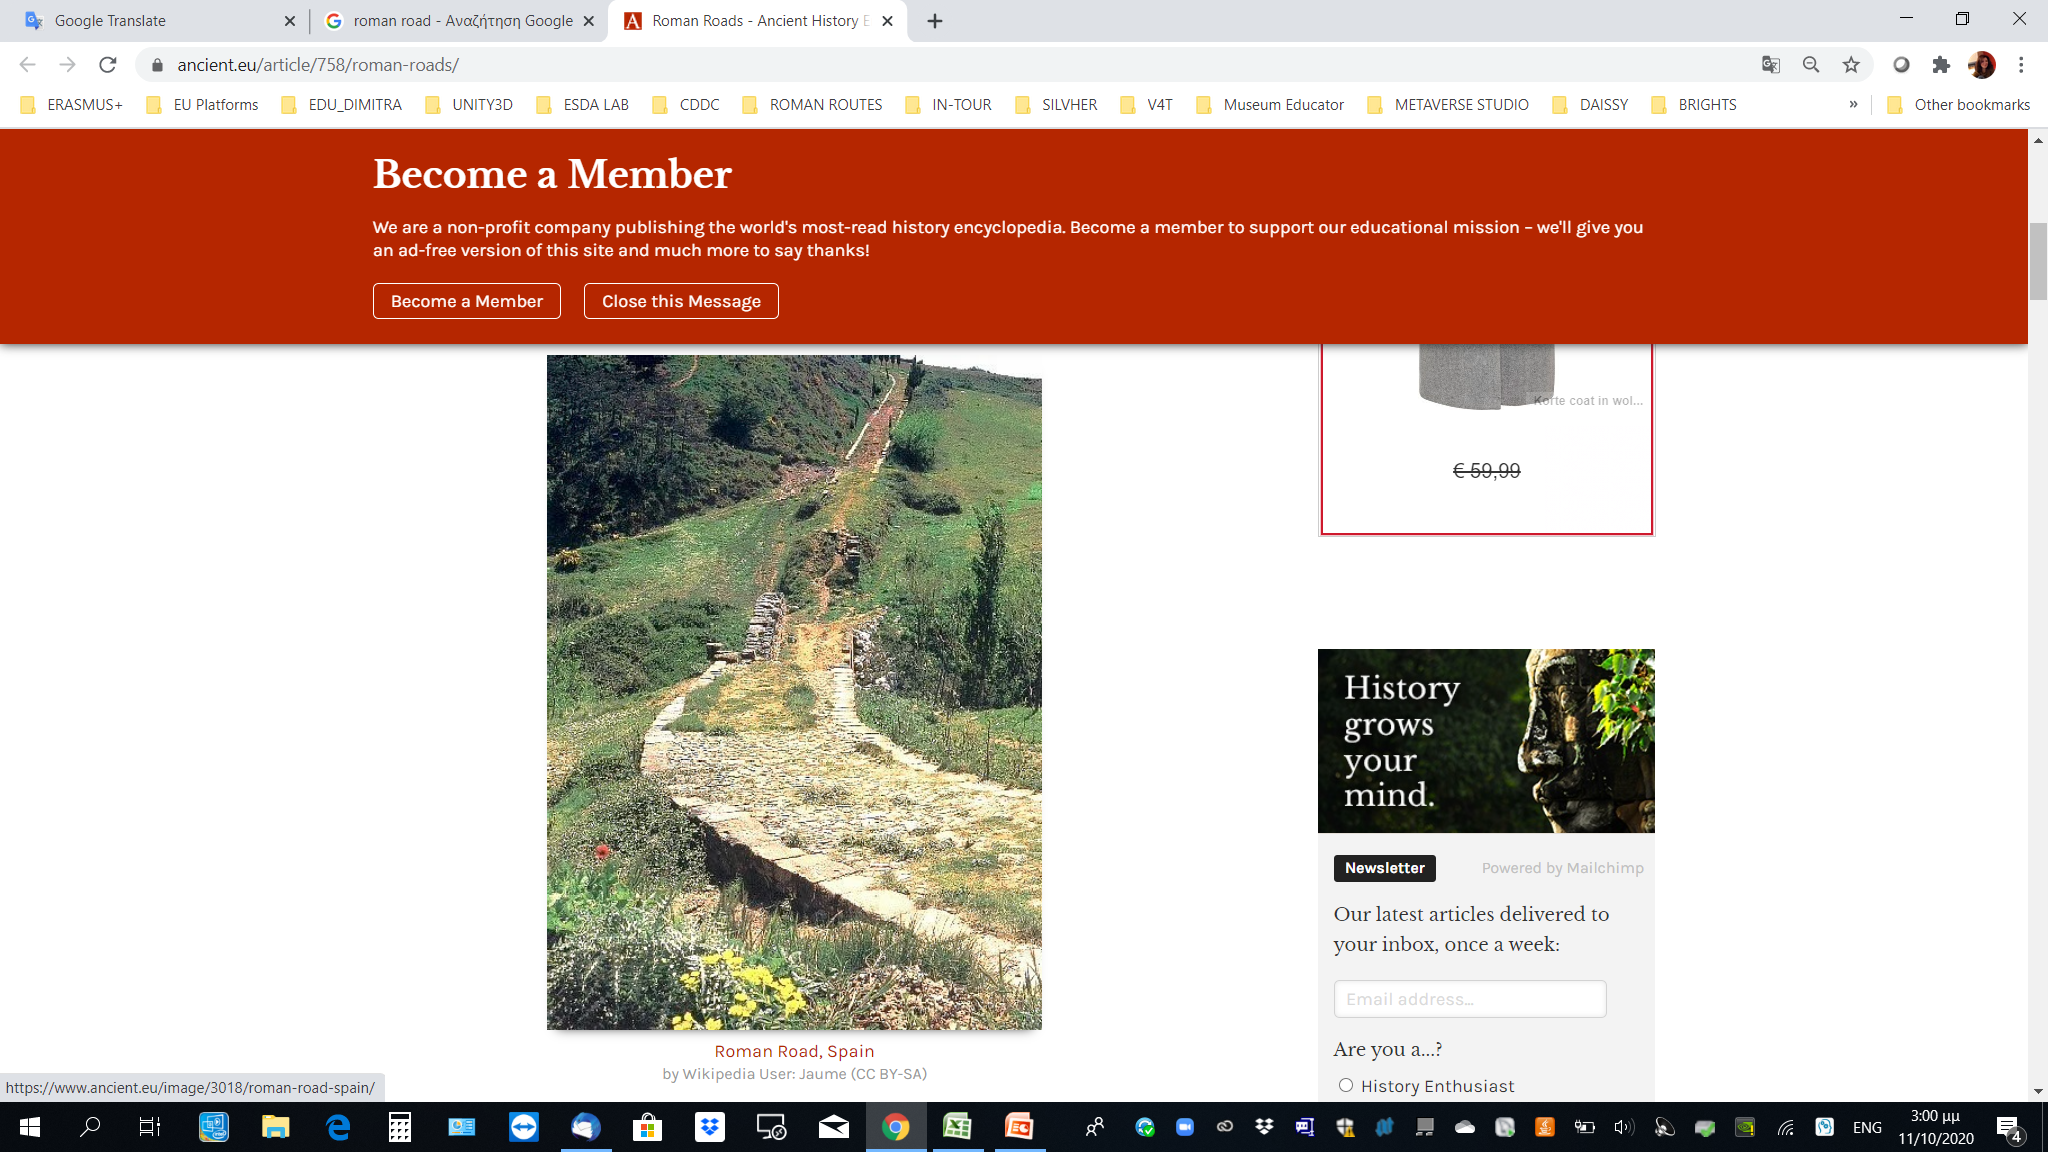 Google Translate
roman road - Αναζήτηση Google
Roman Roads - Ancient History E
ancient.eu/article/758/roman-roads/
ERASMUS+
EU Platforms
EDU_DIMITRA
UNITY3D
ESDA LAB
CDDC
ROMAN ROUTES
IN-TOUR
SILVHER
V4T
Museum Educator
METAVERSE STUDIO
DAISSY
BRIGHTS
»
Other bookmarks
Become a Member
We are a non-profit company publishing the world's most-read history encyclopedia. Become a member to support our educational mission – we'll give you
an ad-free version of this site and much more to say thanks!
Become a Member
Close this Message
Korte coat in wol...
€ 59,99
History
grows
your
mind.
Newsletter
Powered by Mailchimp
Our latest articles delivered to
your inbox, once a week:
Email address...
Are you a...?
History Enthusiast
Roman Road, Spain
by Wikipedia User: Jaume (CC BY-SA)
https://www.ancient.eu/image/3018/roman-road-spain/
ENG
3:00 μμ
11/10/2020
4